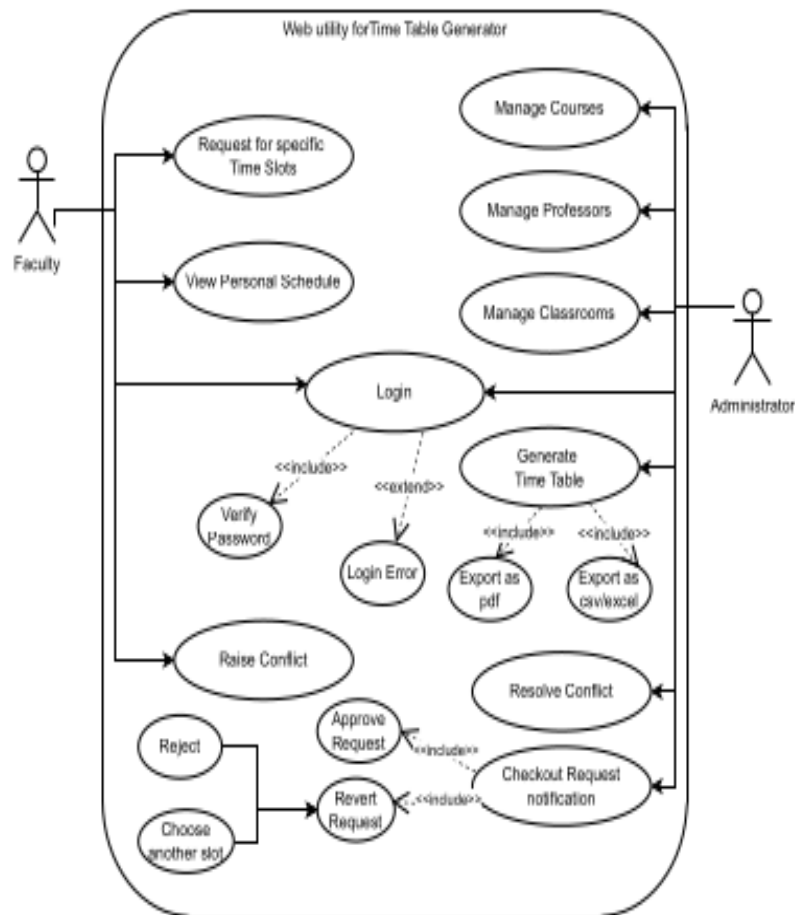 Web utility forTime Table Generator
Manage Courses
Request for specific
Time Slots
Manage Professors
Faculty
View Personal Schedule
Manage Classrooms
Login
Administrator
Generate
Time Table
<<include>>
<<extend>>
Verify
Password
<<include>>
<<include>>
Login Error
Export as
pdf
Export as
csv/excel
Raise Conflict
Resolve Conflict
Approve
Request
Reject
<<include>>
Checkout Request
notification
Revert
Request
<<include>>
Choose
another slot